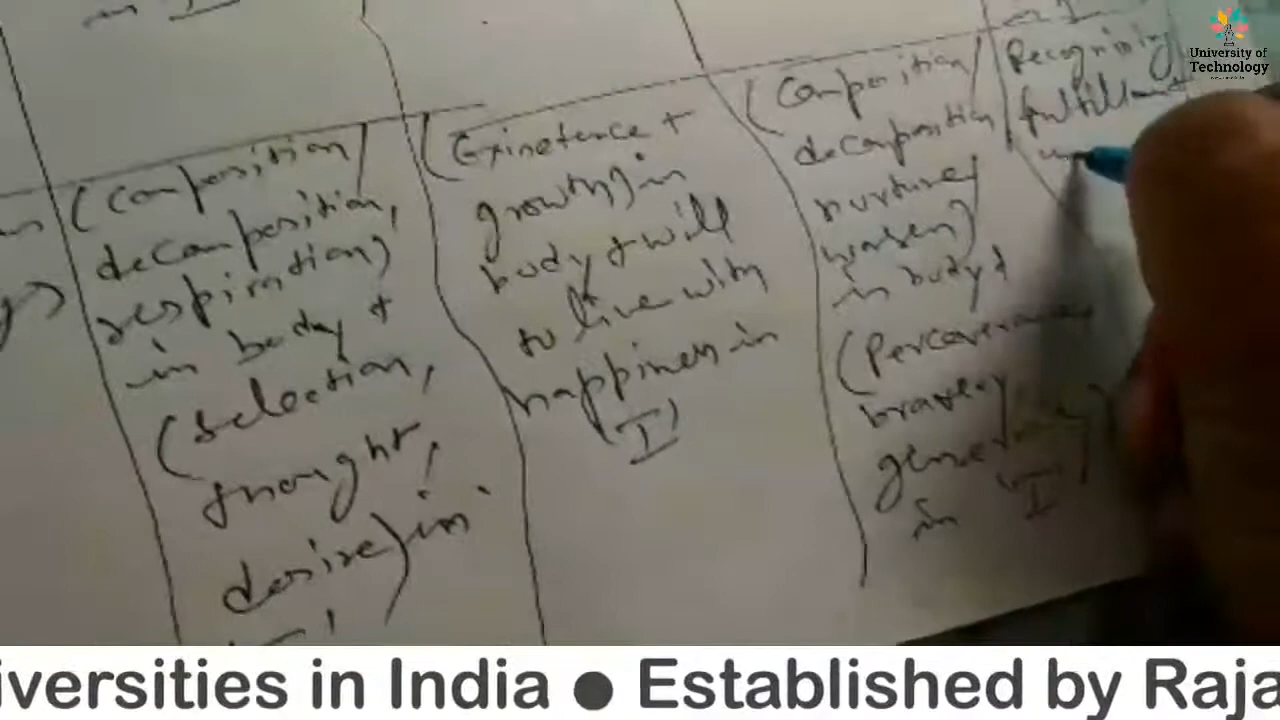 in I
(Composition/
decomposition,
respiration)
in body +
(Selection,
thought,
desire) in
(Existence +
growth) in
body & will
to live with
happiness in
'I'
(Composition/
decomposition
nurture/
worsen)
in body +
(Perseverance
bravery
generosity)
in 'I'
Recognising
fulfillment
University of
Technology
iversities in India ● Established by Raja